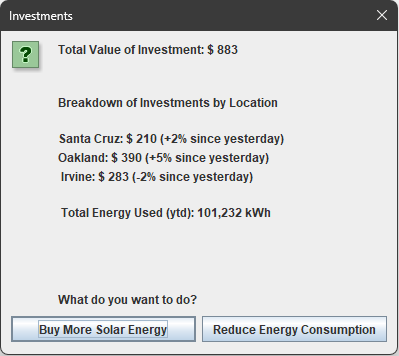 Investments
Total Value of Investment: $ 883
Breakdown of Investments by Location
Santa Cruz: $ 210 (+2% since yesterday)
Oakland: $ 390 (+5% since yesterday)
Irvine: $ 283 (-2% since yesterday)
Total Energy Used (ytd): 101,232 kWh
What do you want to do?
Buy More Solar Energy
Reduce Energy Consumption